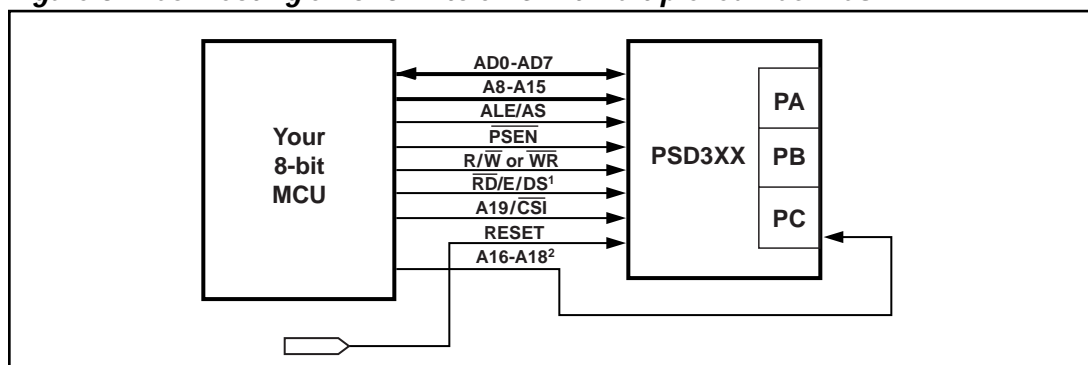 AD0-AD7
A8-A15
ALE/AS
PSEN
R/W or WR
RD/E/DS1
A19/CSI
RESET
A16-A182
Your
8-bit
MCU
PSD3XX
PA
PB
PC